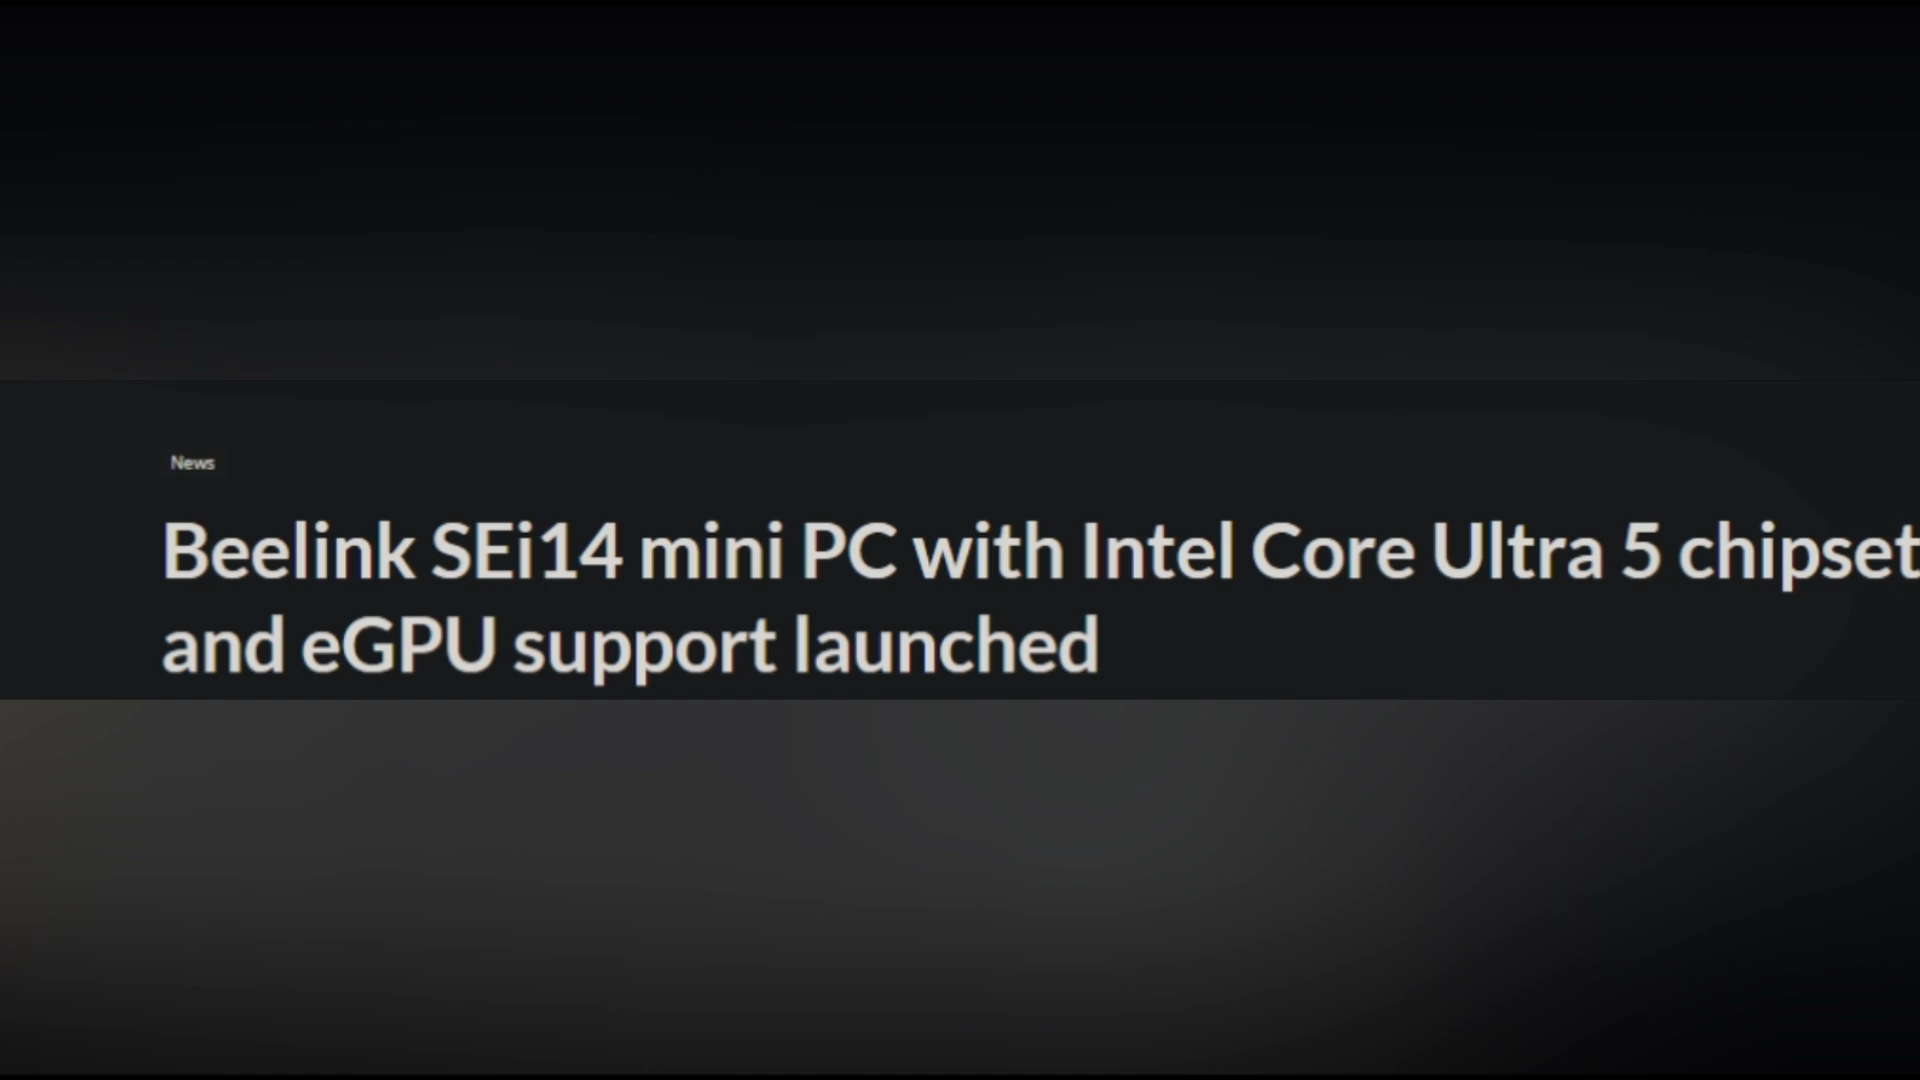 News
Beelink SEi14 mini PC with Intel Core Ultra 5 chipset
and eGPU support launched